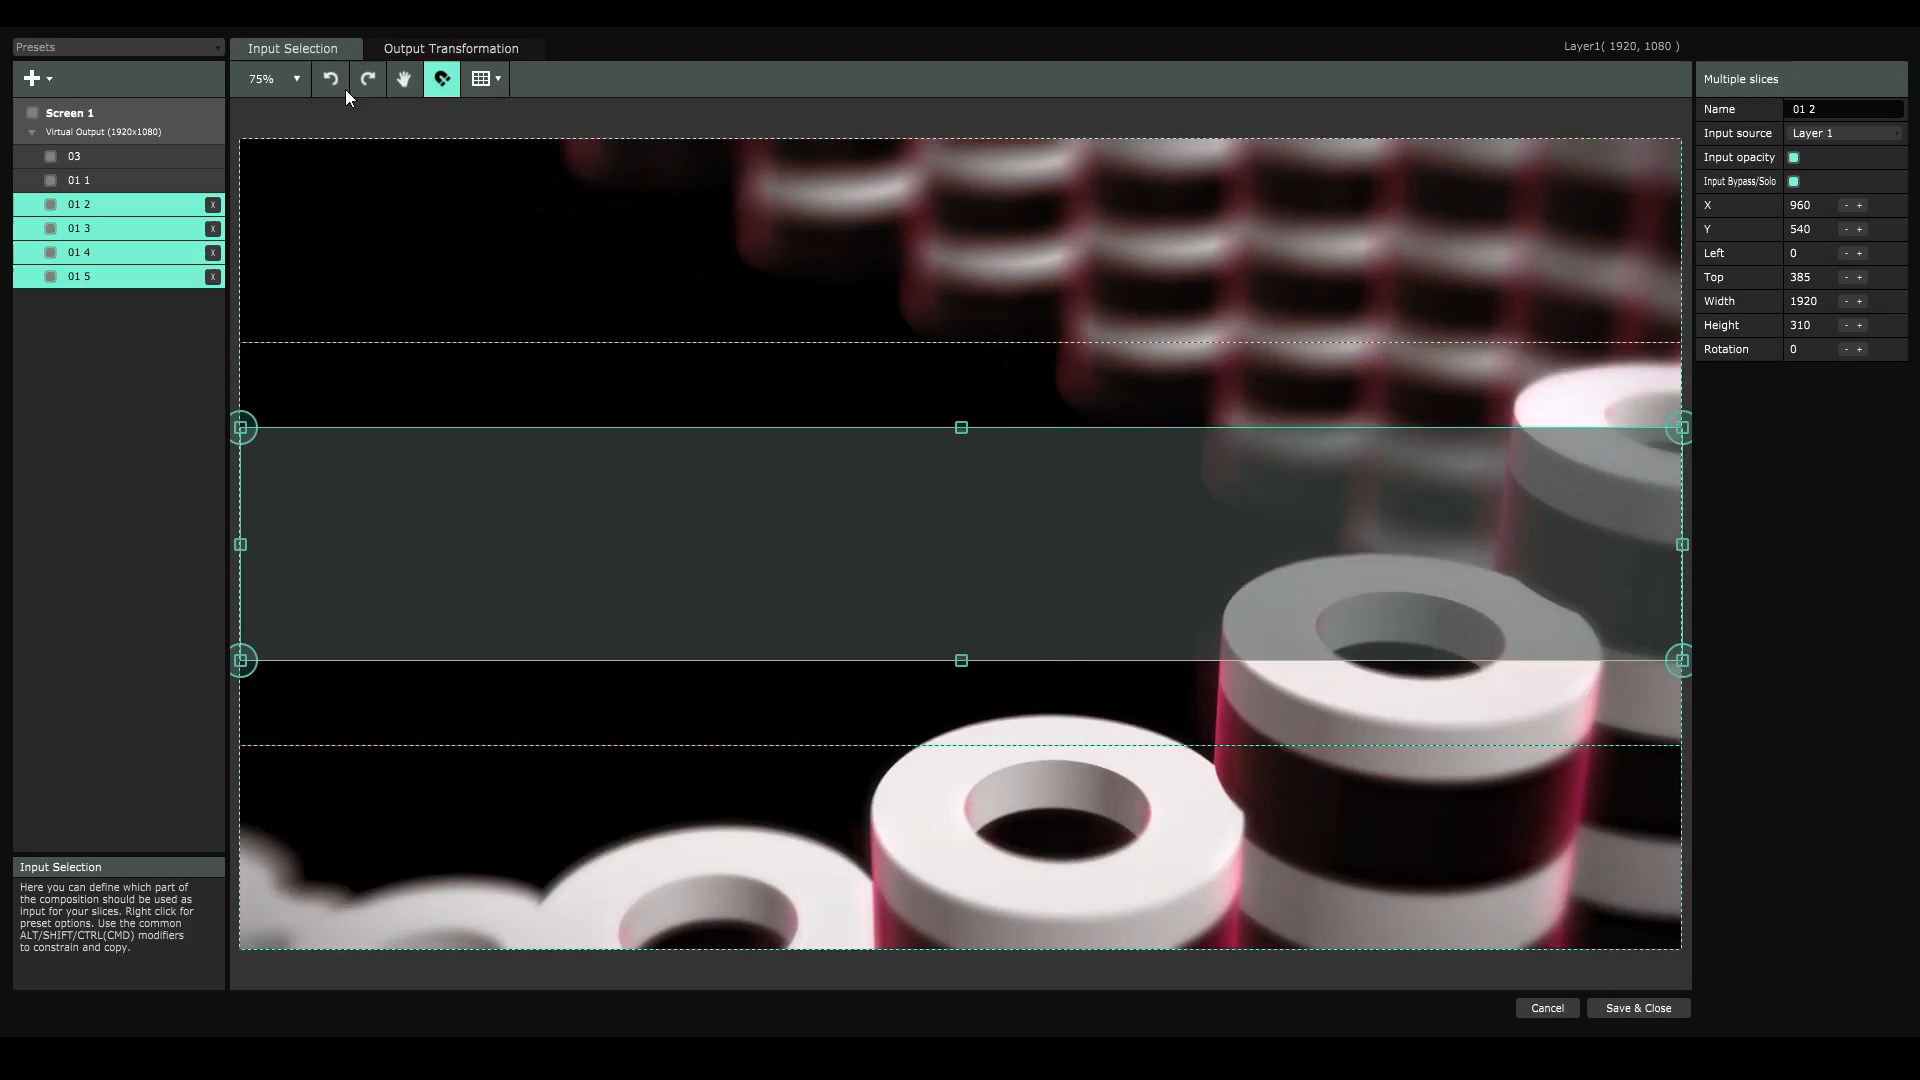 Presets
Input Selection
Output Transformation
Layer1( 1920, 1080 )
75%
Screen 1
Virtual Output (1920x1080)
03
01 1
01 2 X
01 3 X
01 4 X
01 5 X
Multiple slices
Name 01 2
Input source Layer 1
Input opacity
Input Bypass/Solo
X 960 - +
Y 540 - +
Left 0 - +
Top 385 - +
Width 1920 - +
Height 310 - +
Rotation 0 - +
Input Selection
Here you can define which part of
the composition should be used as
input for your slices. Right click for
preset options. Use the common
ALT/SHIFT/CTRL(CMD) modifiers
to constrain and copy.
Cancel
Save & Close